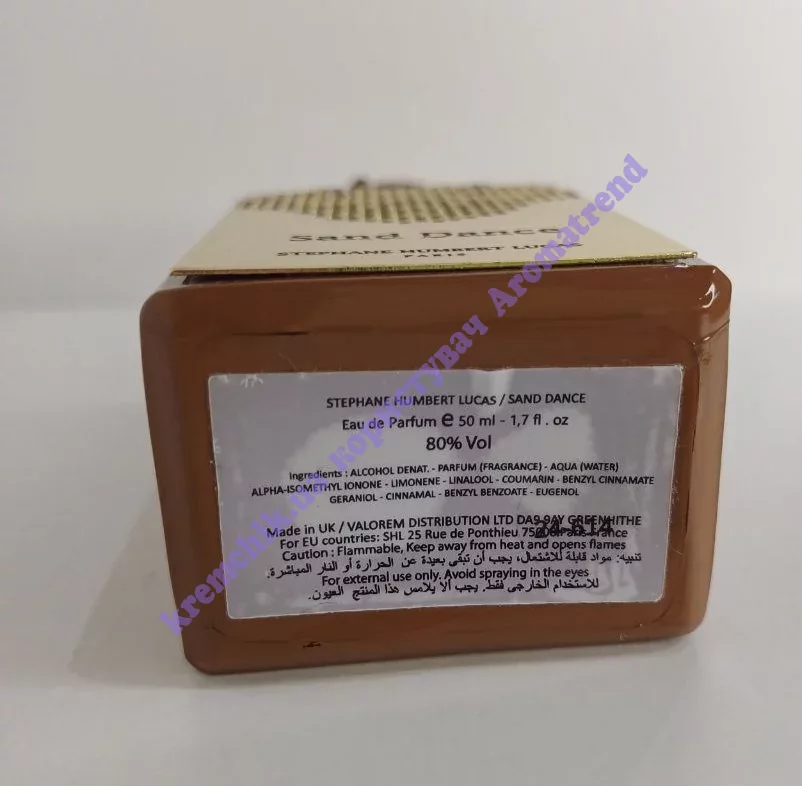 Sand Dance
STEPHANE HUMBERT LUCAS
PARIS
STEPHANE HUMBERT LUCAS / SAND DANCE
Eau de Parfum e 50 ml - 1,7 fl . oz
80% Vol
Ingredients : ALCOHOL DENAT. - PARFUM (FRAGRANCE) - AQUA (WATER)
ALPHA-ISOMETHYL IONONE - LIMONENE - LINALOOL - COUMARIN - BENZYL CINNAMATE
GERANIOL - CINNAMAL - BENZYL BENZOATE - EUGENOL
Made in UK / VALOREM DISTRIBUTION LTD DA9 9AY GREENHITHE
24-614
For EU countries: SHL 25 Rue de Ponthieu France
Caution : Flammable, Keep away from heat and opens flames
تنبيه: مواد قابلة للاشتعال، يجب أن تبقى بعيدة عن الحرارة أو النار المباشرة.
For external use only. Avoid spraying in the eyes
للاستخدام الخارجي فقط. يجب ألا يلامس هذا المنتج العيون.
kremchik.us користувач Aromatrend